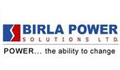 BIRLA POWER
SOLUTIONS LTD.
POWER... the ability to change